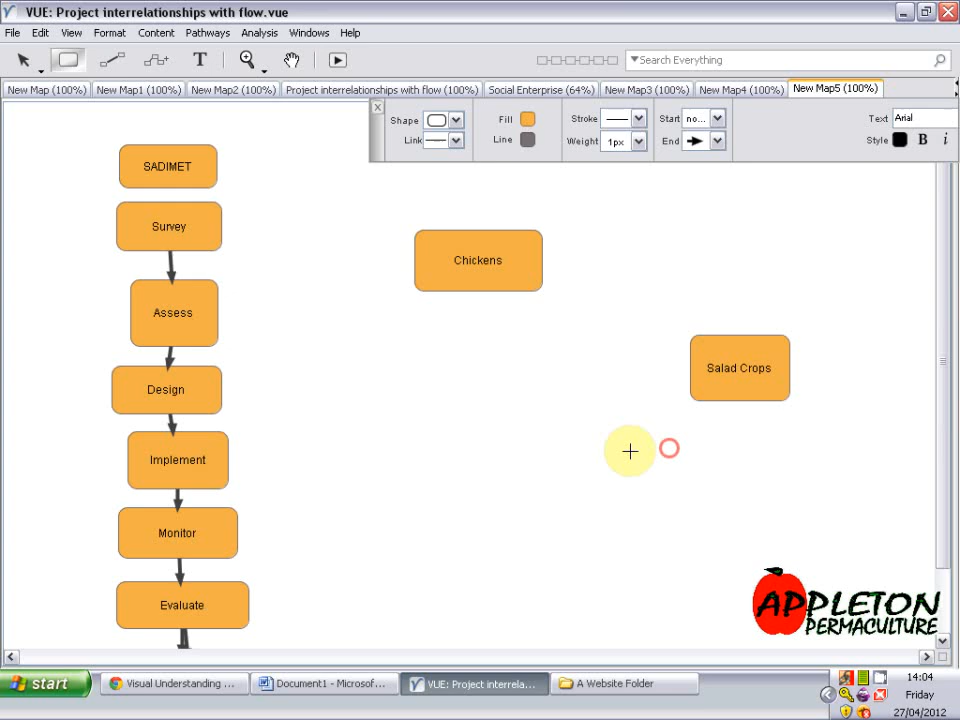 VUE: Project interrelationships with flow.vue
File Edit View Format Content Pathways Analysis Windows Help
T Search Everything
New Map (100%) New Map1 (100%) New Map2 (100%) Project interrelationships with flow (100%) Social Enterprise (64%) New Map3 (100%) New Map4 (100%) New Map5 (100%)
Shape Fill Stroke Start no... Text Arial
Link Line Weight 1px End Style B i
SADIMET
Survey
Chickens
Assess
Salad Crops
Design
Implement
Monitor
Evaluate
APPLETON
PERMACULTURE
start Visual Understanding ... Document1 - Microsof... VUE: Project interrela... A Website Folder
14:04
Friday
27/04/2012